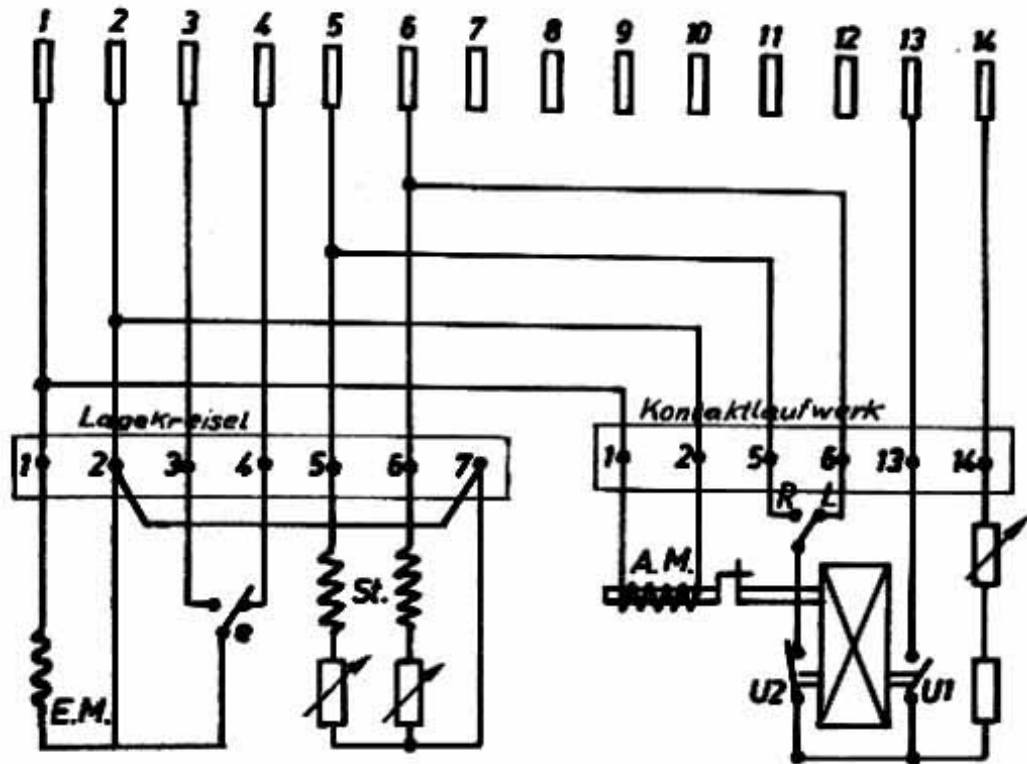 1 2 3 4 5 6 7 8 9 10 11 12 13 14
Lagekreisel
Kontaktlaufwerk
1 2 3 4 5 6 7
1 2 5 6 13 14
R L
A.M.
St.
e
E.M.
U2 U1